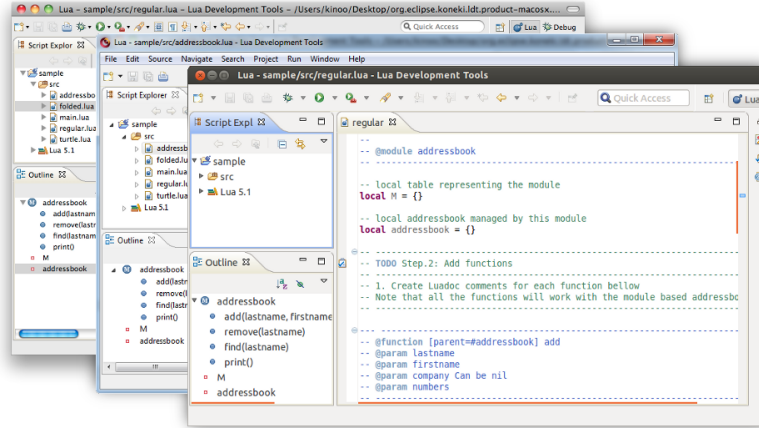 Lua - sample/src/regular.lua - Lua Development Tools - /Users/kinoo/Desktop/org.eclipse.koneki.ldt.product-macosx....
Quick Access
Lua
Debug
Script Explor
sample
src
addressbo
folded.lua
main.lua
regular.lua
turtle.lua
Lua 5.1
Outline
addressbook
add(lastnam
remove(lastn
find(lastnam
print()
M
addressbook
Lua - sample/src/addressbook.lua - Lua Development Tools
File Edit Source Navigate Search Project Run Window Help
Script Explorer
sample
src
addressb
folded.lu
main.lua
regular.l
turtle.lua
Lua 5.1
Outline
addressbook
add(lastn
remove(l
find(lastr
print()
M
addressbook
Lua - sample/src/regular.lua - Lua Development Tools
Quick Access
Lua
Script Expl
sample
src
Lua 5.1
Outline
addressbook
add(lastname, firstname
remove(lastname)
find(lastname)
print()
M
addressbook
regular
--
-- @module addressbook
-- local table representing the module
local M = {}
-- local addressbook managed by this module
local addressbook = {}
-- TODO Step.2: Add functions
-- 1. Create Luadoc comments for each function bellow
-- Note that all the functions will work with the module based addressbo
-- @function [parent=#addressbook] add
-- @param lastname
-- @param firstname
-- @param company Can be nil
-- @param numbers